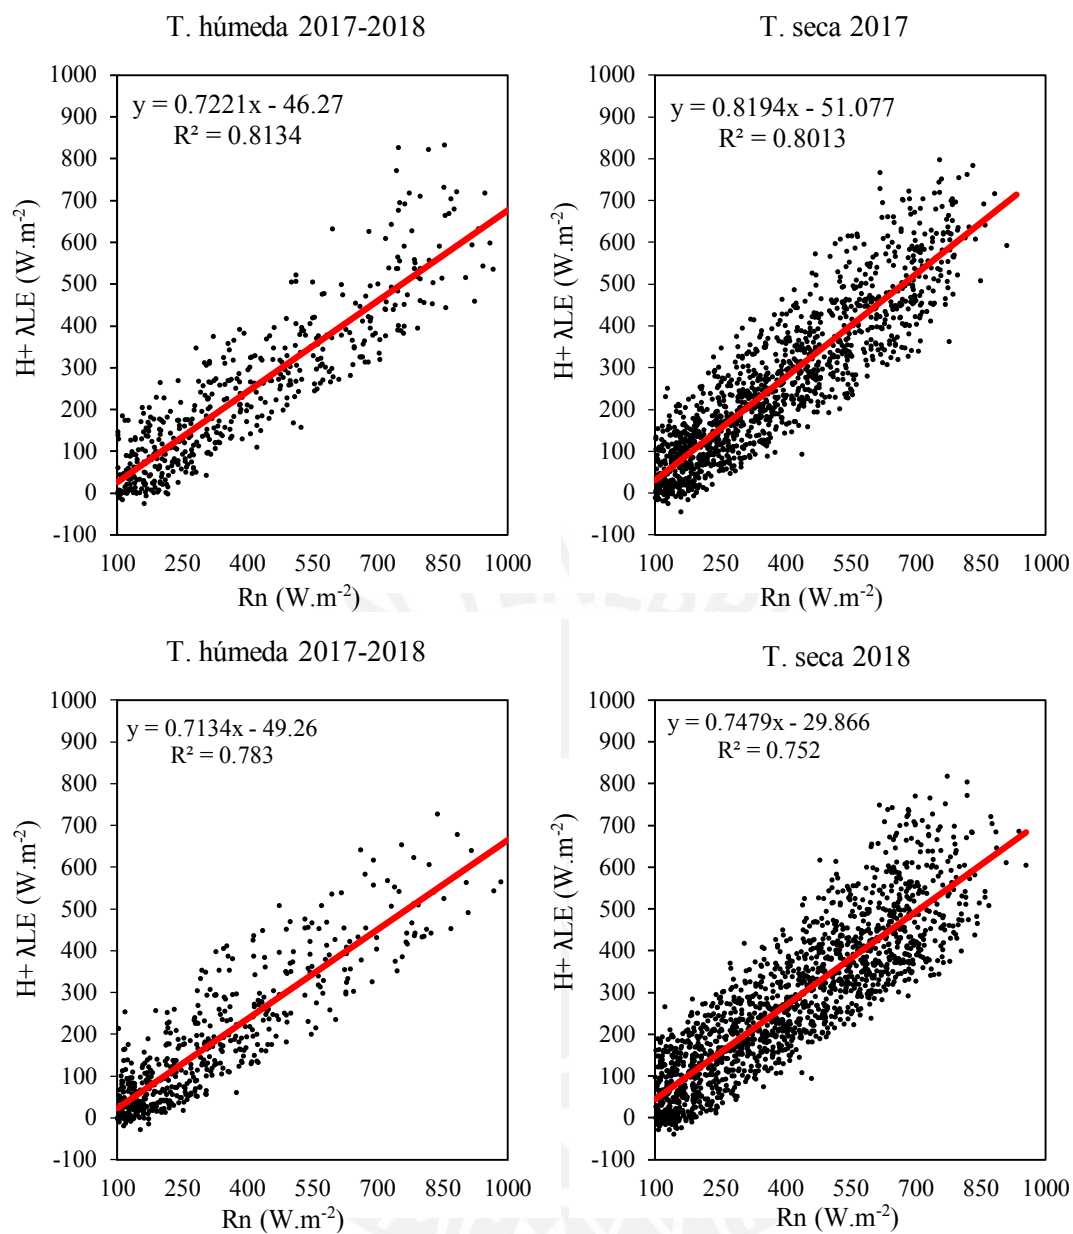 T. húmeda 2017-2018
1000
900
800
700
600
500
400
300
200
100
0
-100
y = 0.7221x - 46.27
R² = 0.8134
H+ λLE (W.m⁻²)
100 250 400 550 700 850 1000
Rn (W.m⁻²)
T. seca 2017
1000
900
800
700
600
500
400
300
200
100
0
-100
y = 0.8194x - 51.077
R² = 0.8013
H+ λLE (W.m⁻²)
100 250 400 550 700 850 1000
Rn (W.m⁻²)
T. húmeda 2017-2018
1000
900
800
700
600
500
400
300
200
100
0
-100
y = 0.7134x - 49.26
R² = 0.783
H+ λLE (W.m⁻²)
100 250 400 550 700 850 1000
Rn (W.m⁻²)
T. seca 2018
1000
900
800
700
600
500
400
300
200
100
0
-100
y = 0.7479x - 29.866
R² = 0.752
H+ λLE (W.m⁻²)
100 250 400 550 700 850 1000
Rn (W.m⁻²)